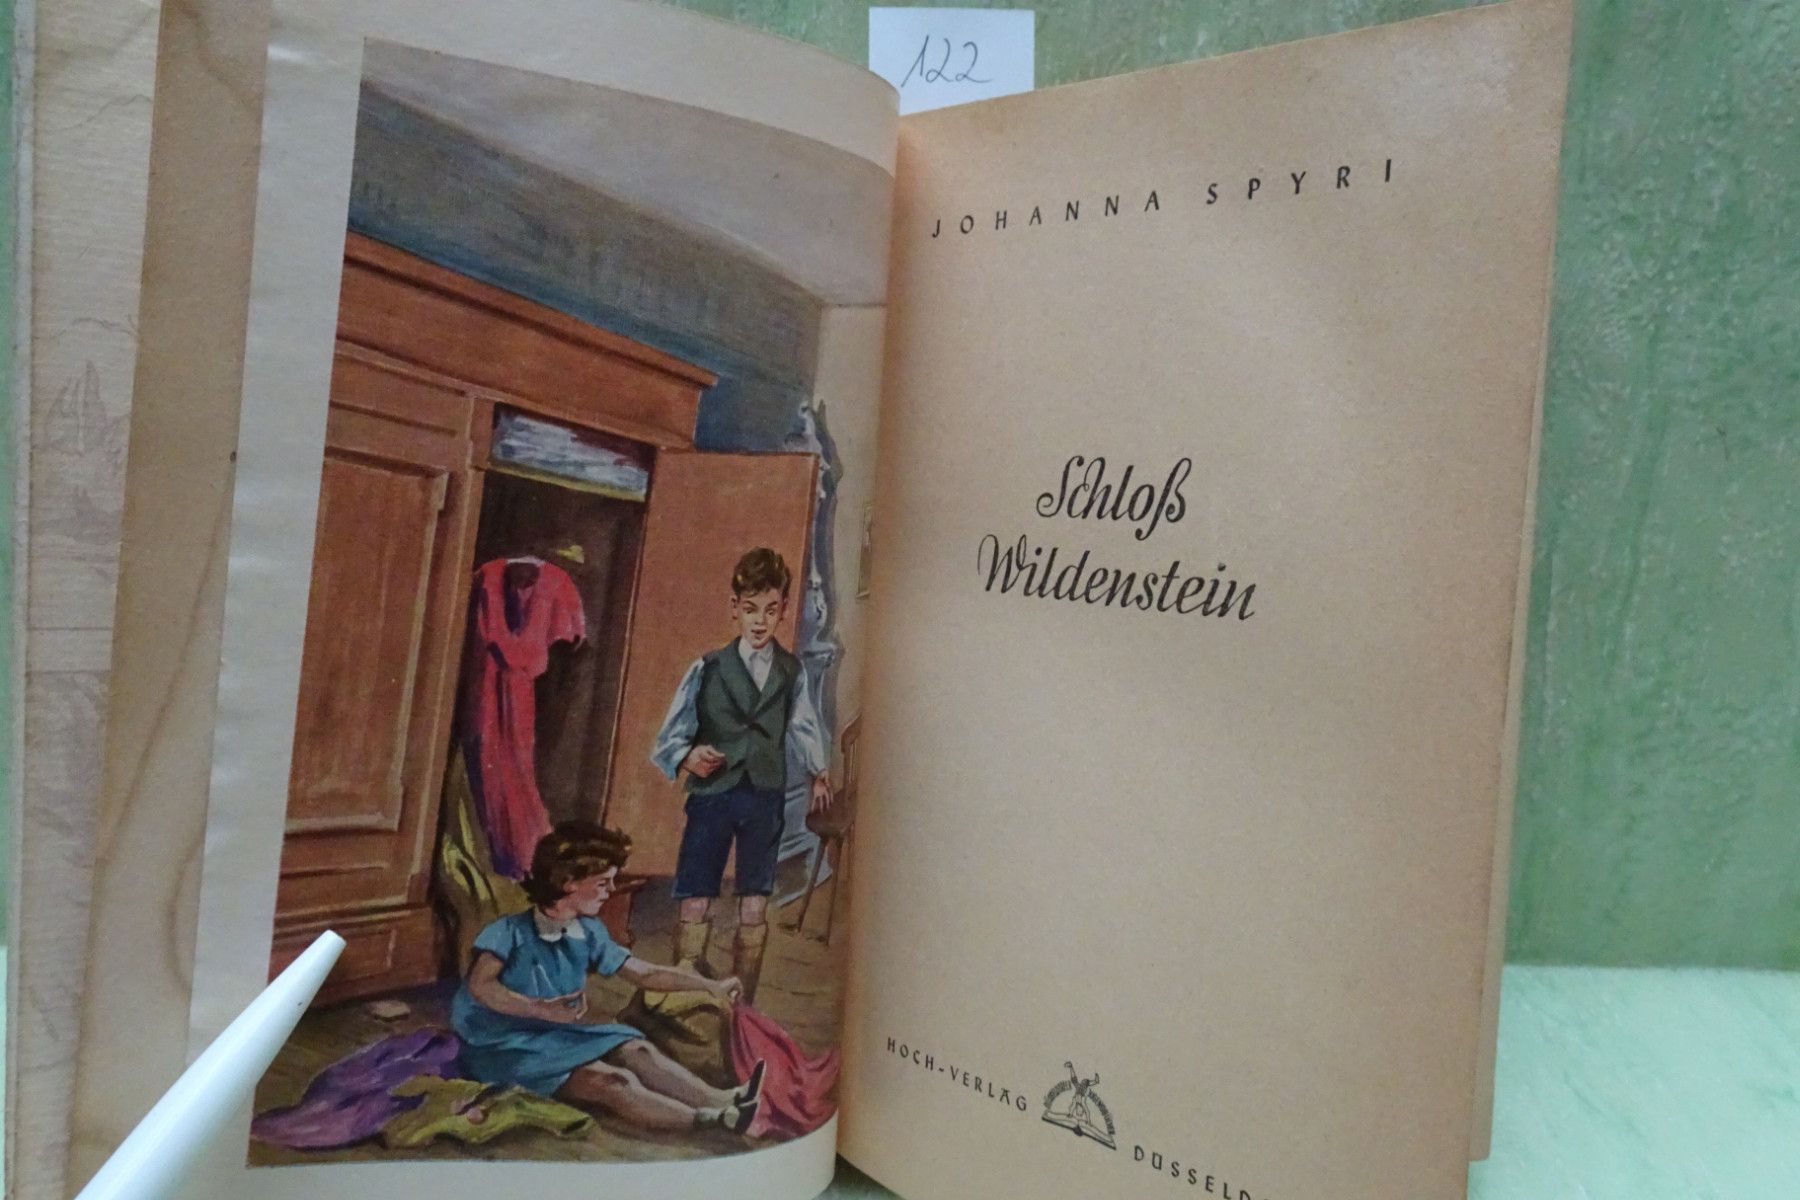 122
JOHANNA SPYRI
Schloß
Wildenstein
HOCH-VERLAG
DÜSSELD